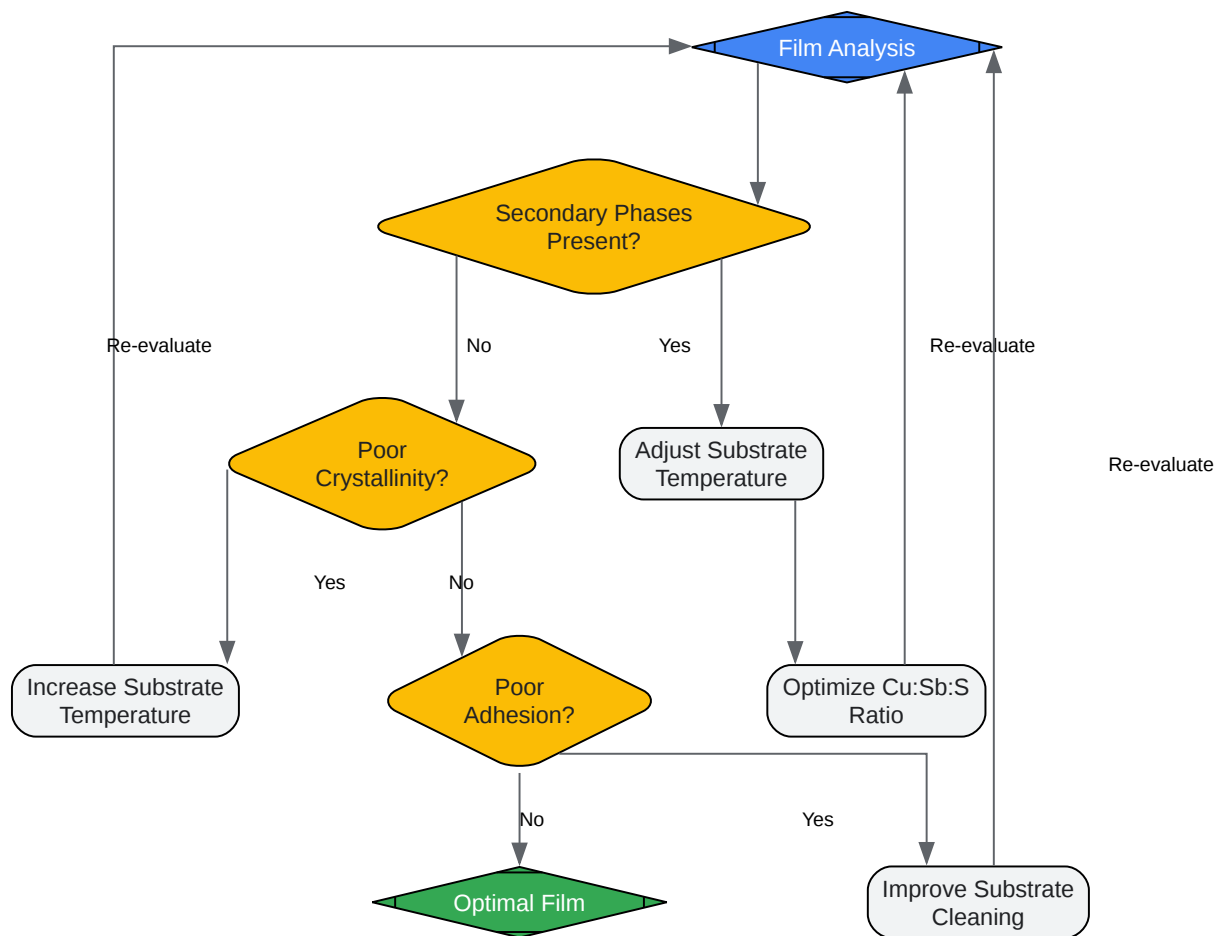 Film Analysis
Secondary Phases
Present?
Re-evaluate
No
Yes
Re-evaluate
Poor
Crystallinity?
Adjust Substrate
Temperature
Re-evaluate
Yes
No
Increase Substrate
Temperature
Poor
Adhesion?
Optimize Cu:Sb:S
Ratio
No
Yes
Optimal Film
Improve Substrate
Cleaning